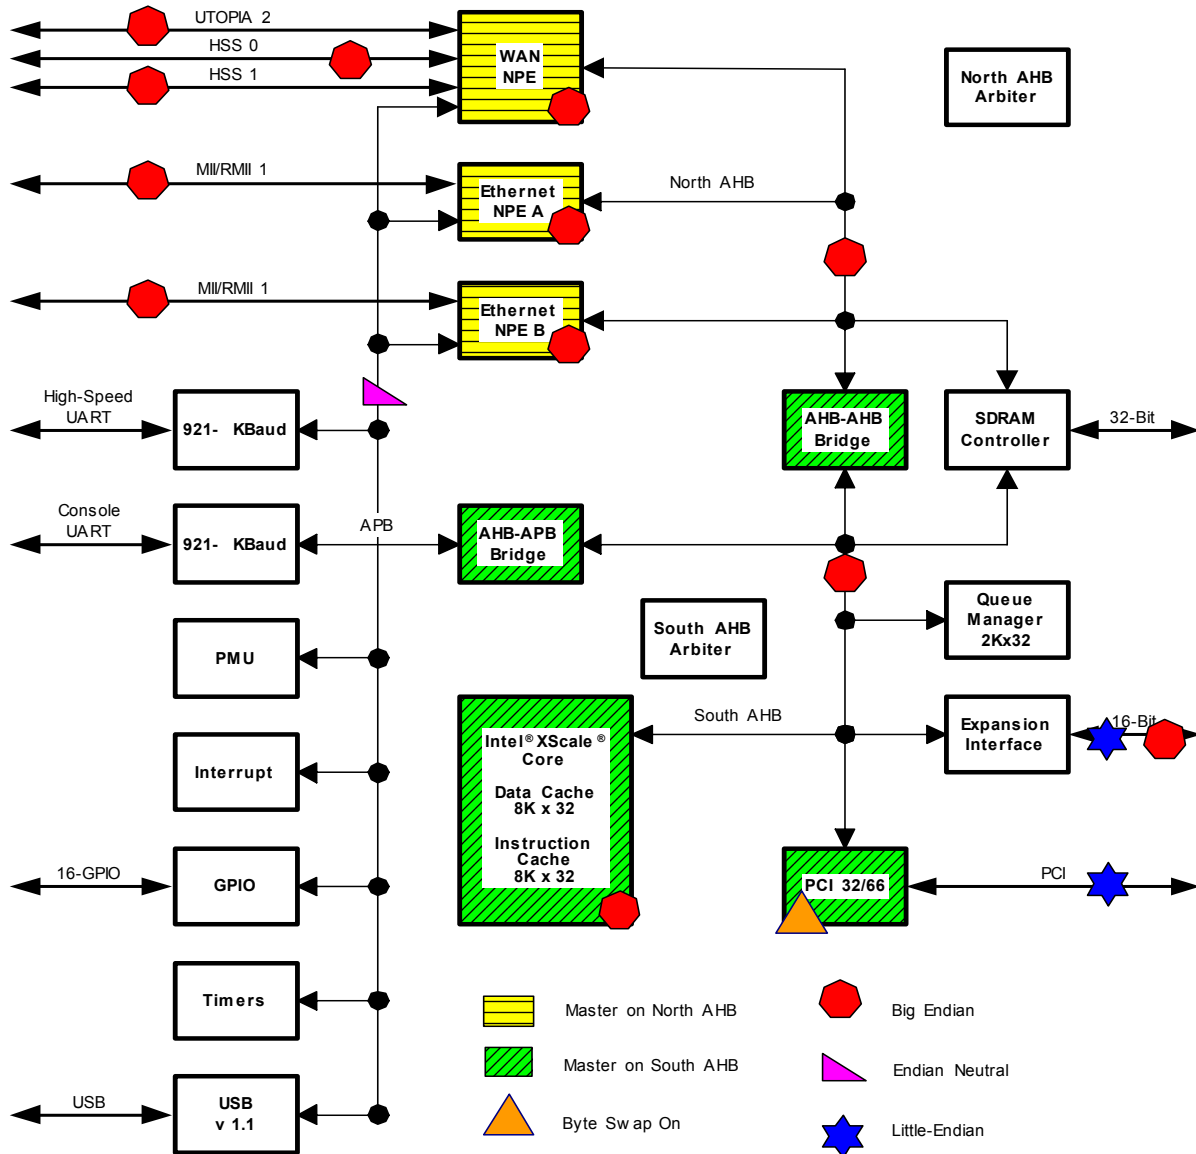 UTOPIA 2
HSS 0
HSS 1
WAN
NPE
North AHB
Arbiter
MII/RMII 1
Ethernet
NPE A
North AHB
MII/RMII 1
Ethernet
NPE B
High-Speed
UART
921- KBaud
AHB-AHB
Bridge
SDRAM
Controller
32-Bit
Console
UART
921- KBaud
APB
AHB-APB
Bridge
Queue
Manager
2Kx32
South AHB
Arbiter
PMU
South AHB
Expansion
Interface
16-Bit
Intel® XScale®
Core
Data Cache
8K x 32
Instruction
Cache
8K x 32
Interrupt
16-GPIO
GPIO
PCI 32/66
PCI
Timers
Master on North AHB
Big Endian
Master on South AHB
Endian Neutral
USB
USB
v 1.1
Byte Swap On
Little-Endian